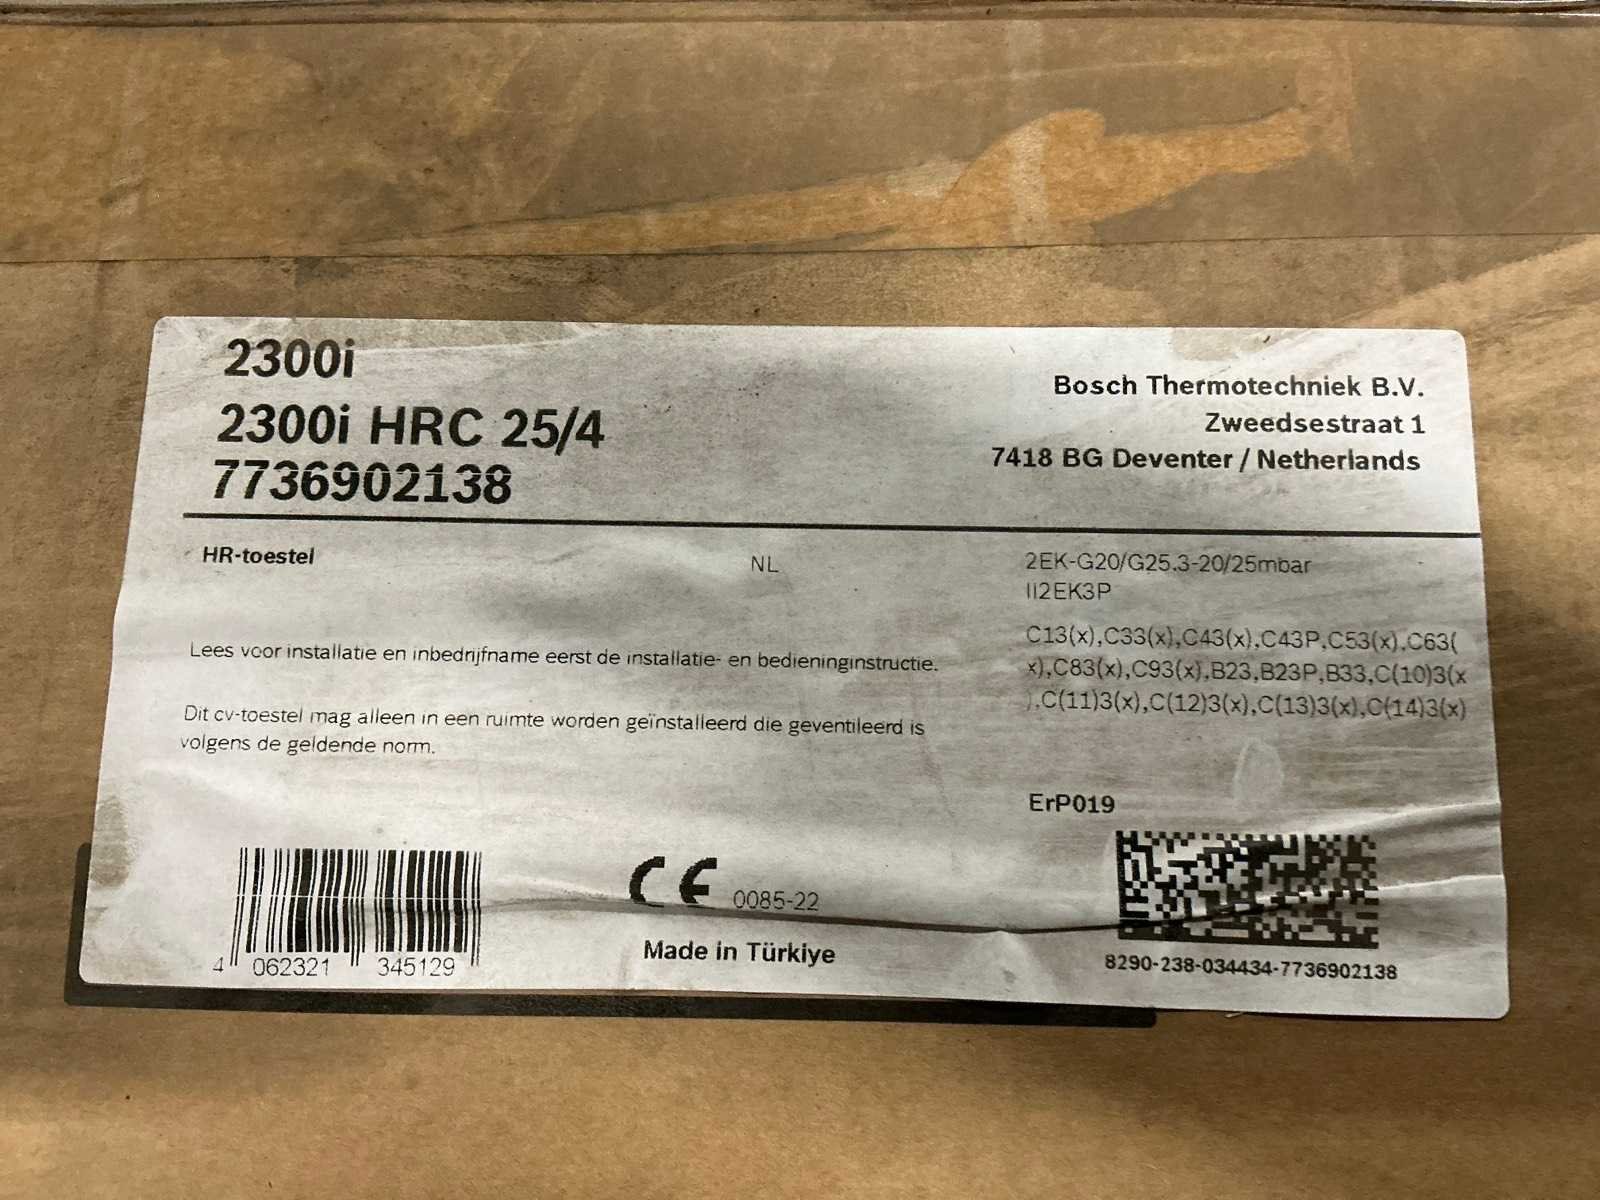 2300i
2300i HRC 25/4
7736902138
Bosch Thermotechniek B.V.
Zweedsestraat 1
7418 BG Deventer / Netherlands
HR-toestel
NL
2EK-G20/G25.3-20/25mbar
II2EK3P
C13(x),C33(x),C43(x),C43P,C53(x),C63(
x),C83(x),C93(x),B23,B23P,B33,C(10)3(x
),C(11)3(x),C(12)3(x),C(13)3(x),C(14)3(x)
Lees voor installatie en inbedrijfname eerst de installatie- en bedieninginstructie.
Dit cv-toestel mag alleen in een ruimte worden geïnstalleerd die geventileerd is
volgens de geldende norm.
ErP019
4 062321 345129
CE 0085-22
Made in Türkiye
8290-238-034434-7736902138